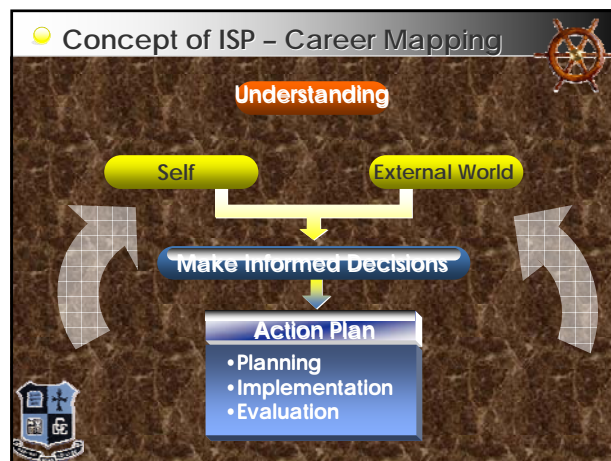 Concept of ISP – Career Mapping
Understanding
Self
External World
Make Informed Decisions
Action Plan
•Planning
•Implementation
•Evaluation